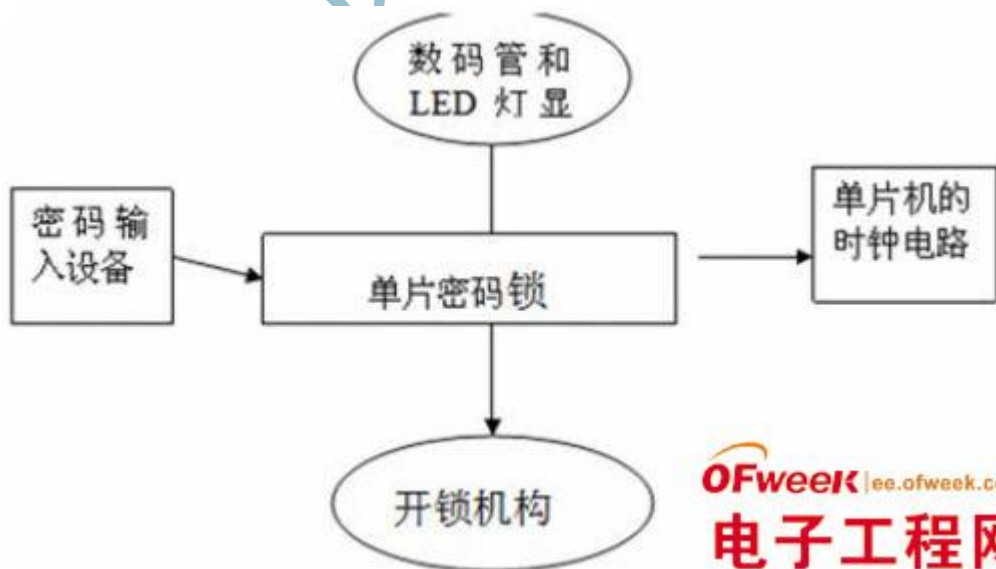 数码管和
LED 灯显
密码输
入设备
单片机的
时钟电路
单片密码锁
开锁机构
OFweek | ee.ofweek.c
电子工程网